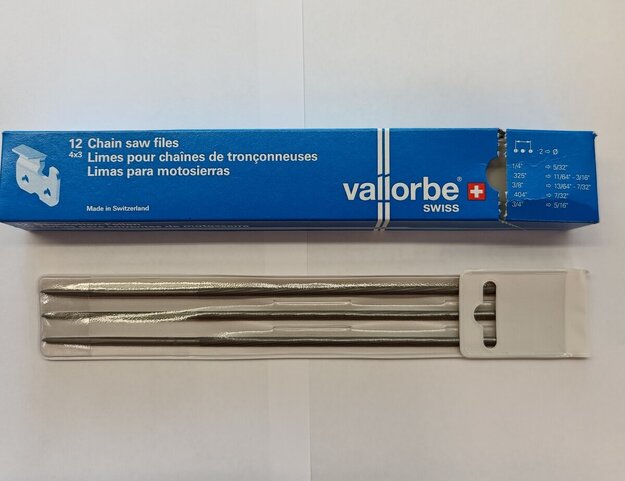 12 Chain saw files
4x3 Limes pour chaînes de tronçonneuses
Limas para motosierras
Made in Switzerland
vallorbe®
SWISS
:2 ⇨ Ø
1/4" ⇨ 5/32"
.325" ⇨ 11/64" - 3/16"
3/8" ⇨ 13/64" - 7/32"
.404" ⇨ 7/32"
3/4" ⇨ 5/16"